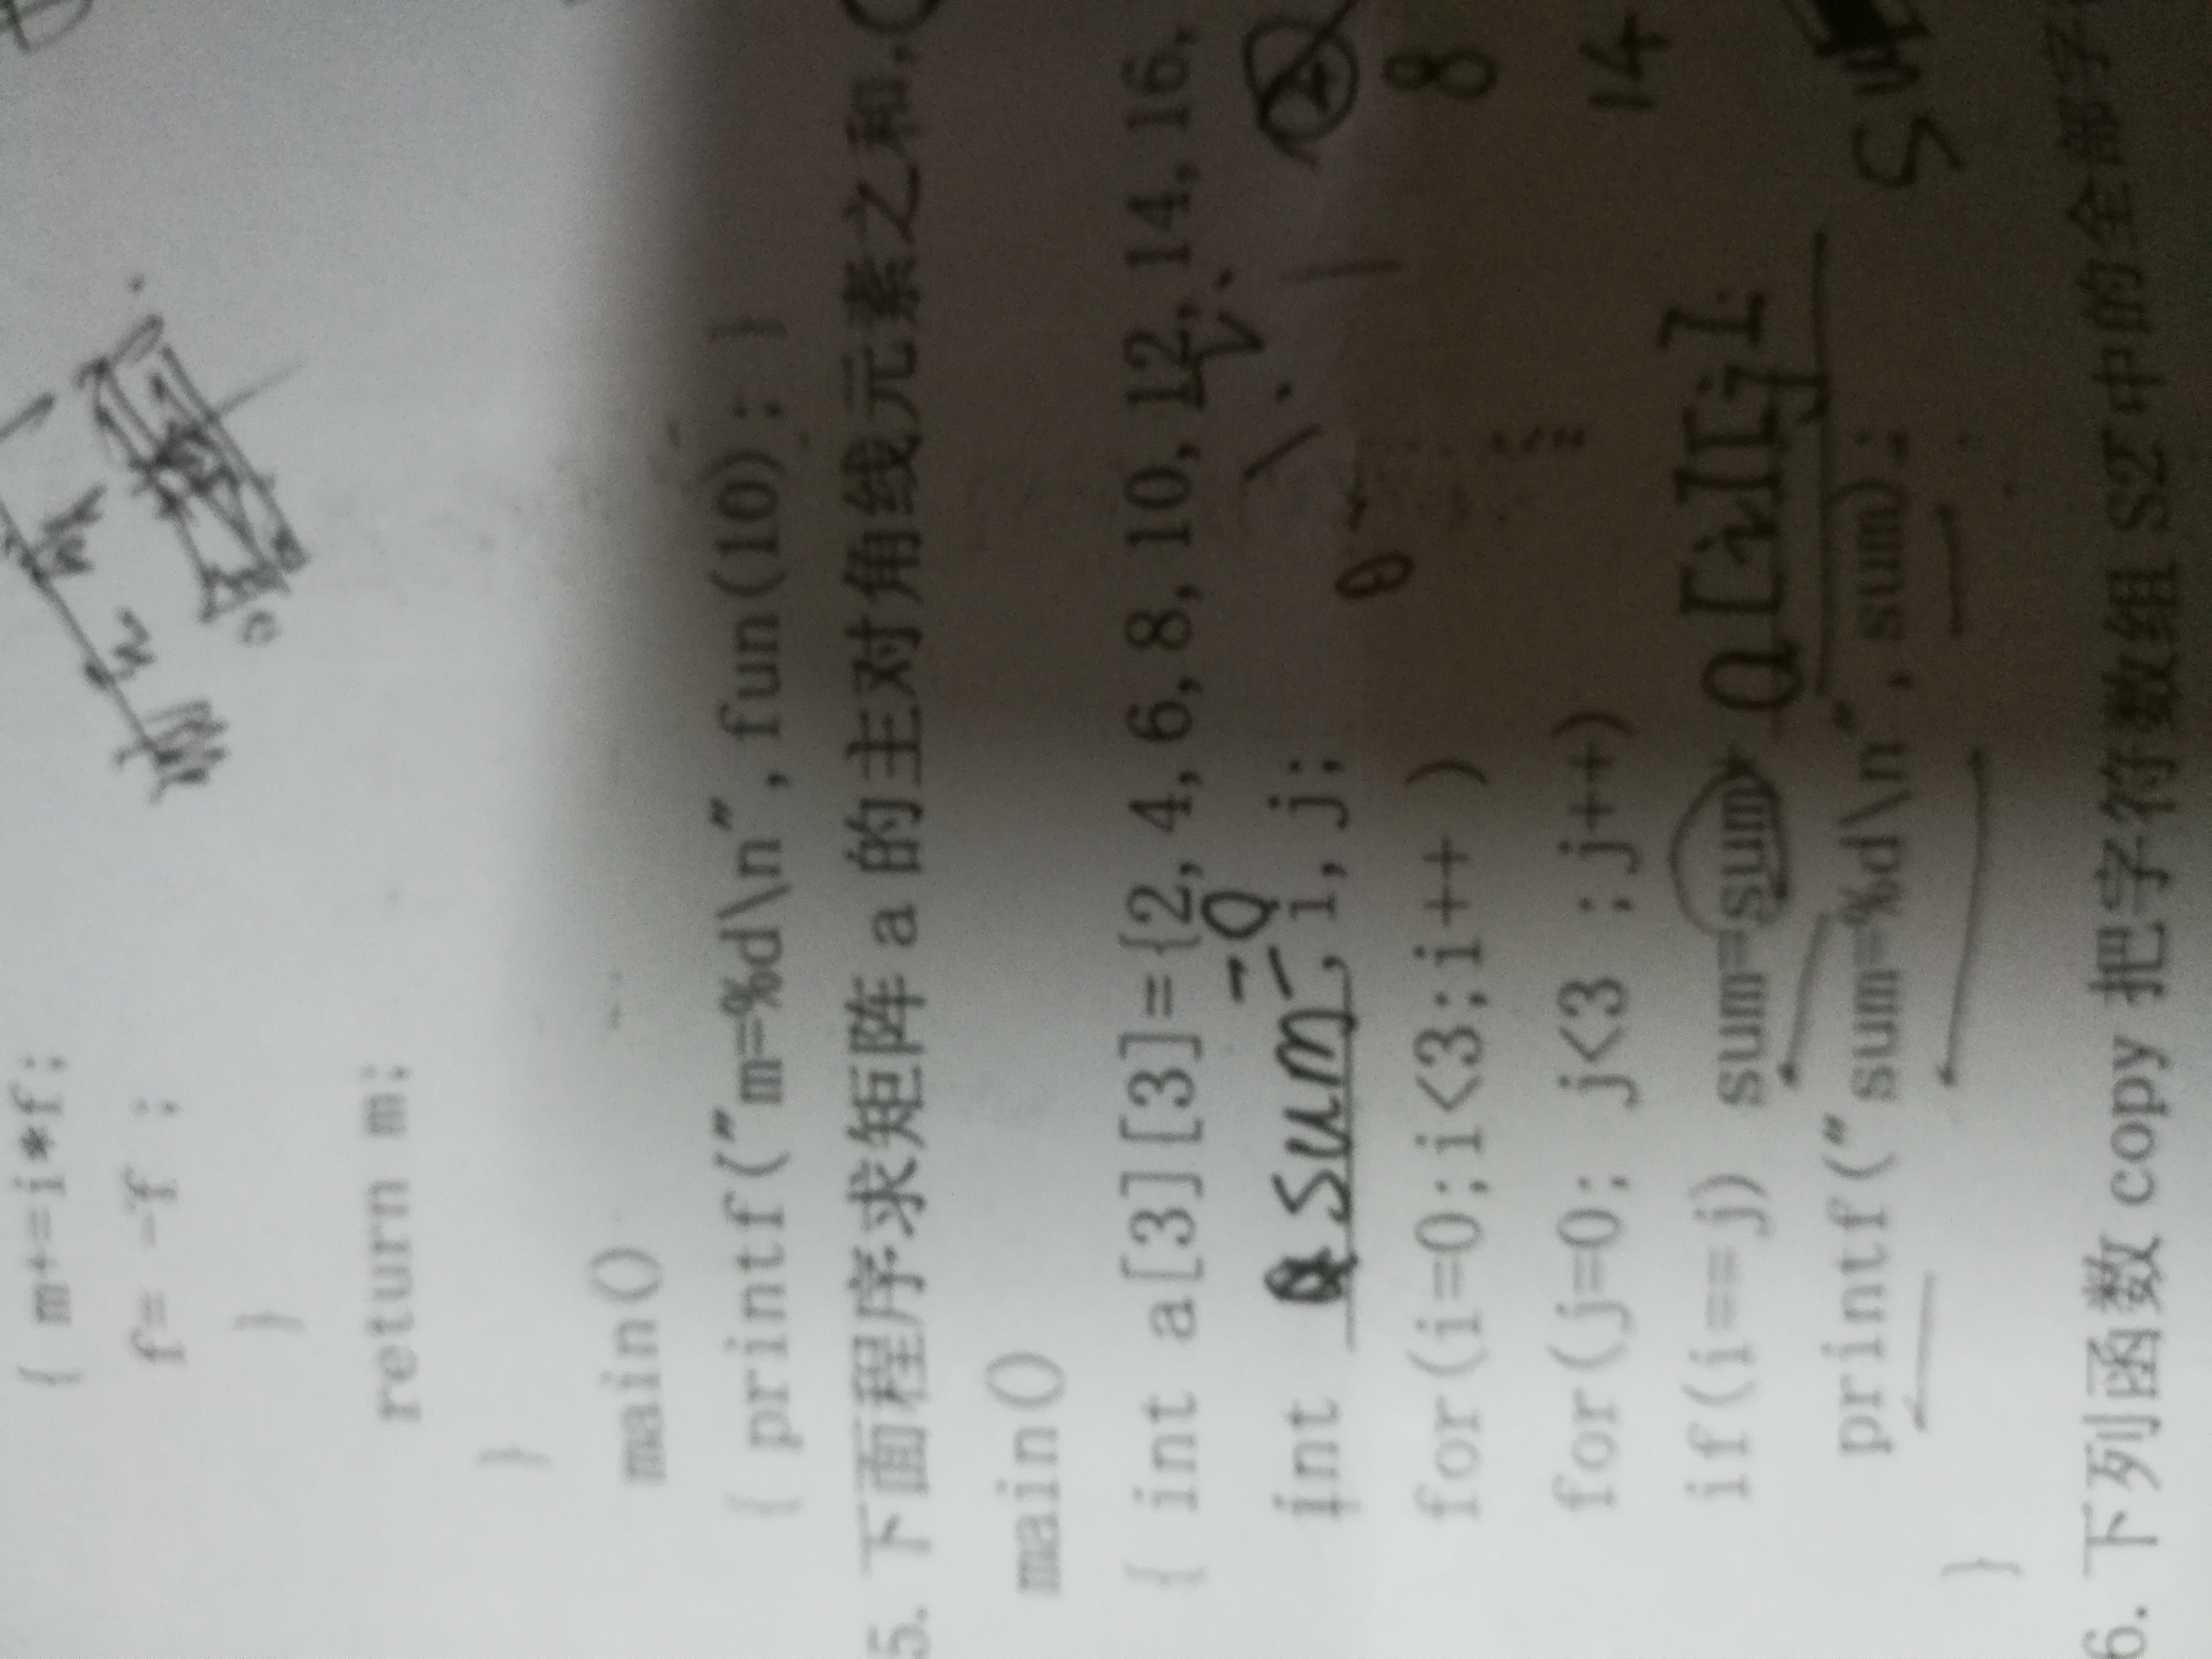 { m+=i*f;
f= -f ;
}
return m;
}
main()
{ printf("m=%d\n",fun(10); }
5. 下面程序求矩阵 a 的主对角线元素之和,
main()
{ int a[3][3]={2,4,6,8,10,12,14,16,
int sum=0,i,j;
8
for(i=0;i<3;i++ )
for(j=0; j<3 ;j++)
14
if(i==j) sum=sum+ a[i][j];
printf("sum=%d\n",sum);
}
6. 下列函数 copy 把字符数组 S2 中的全部字